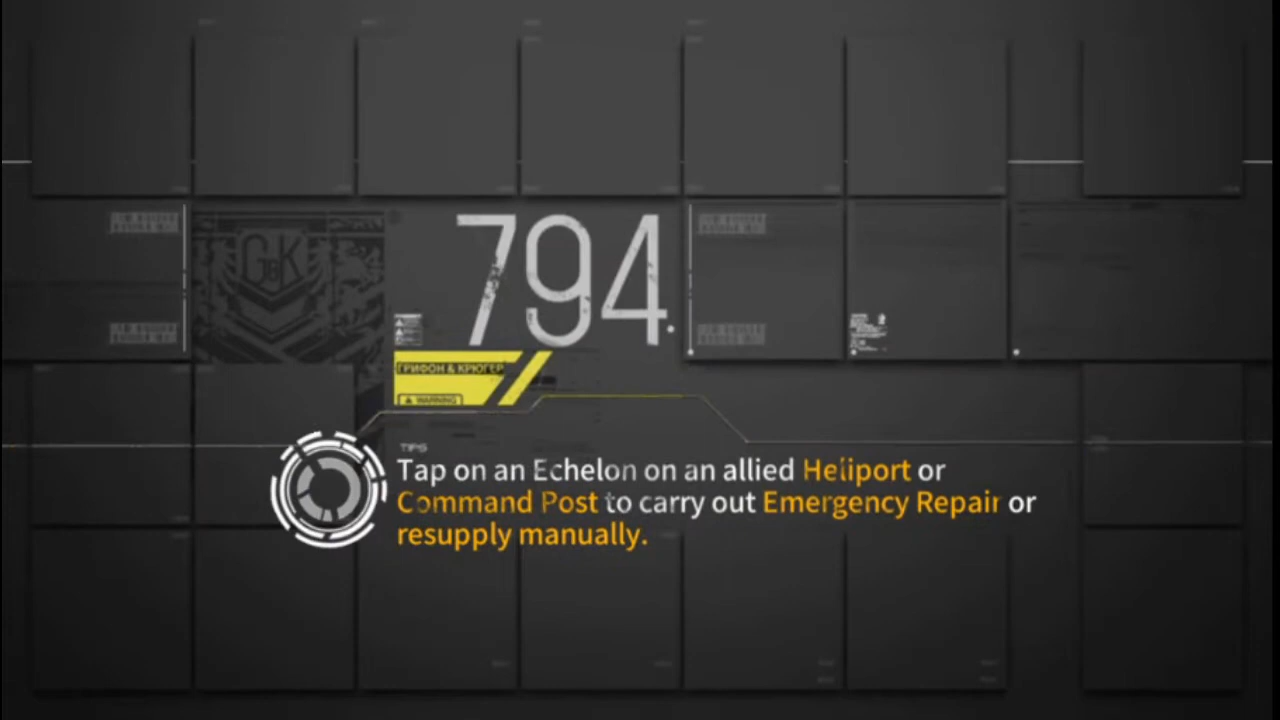 G&K
794.
ГРИФОН & КРЮГЕР
WARNING
TIPS
Tap on an Echelon on an allied Heliport or
Command Post to carry out Emergency Repair or
resupply manually.